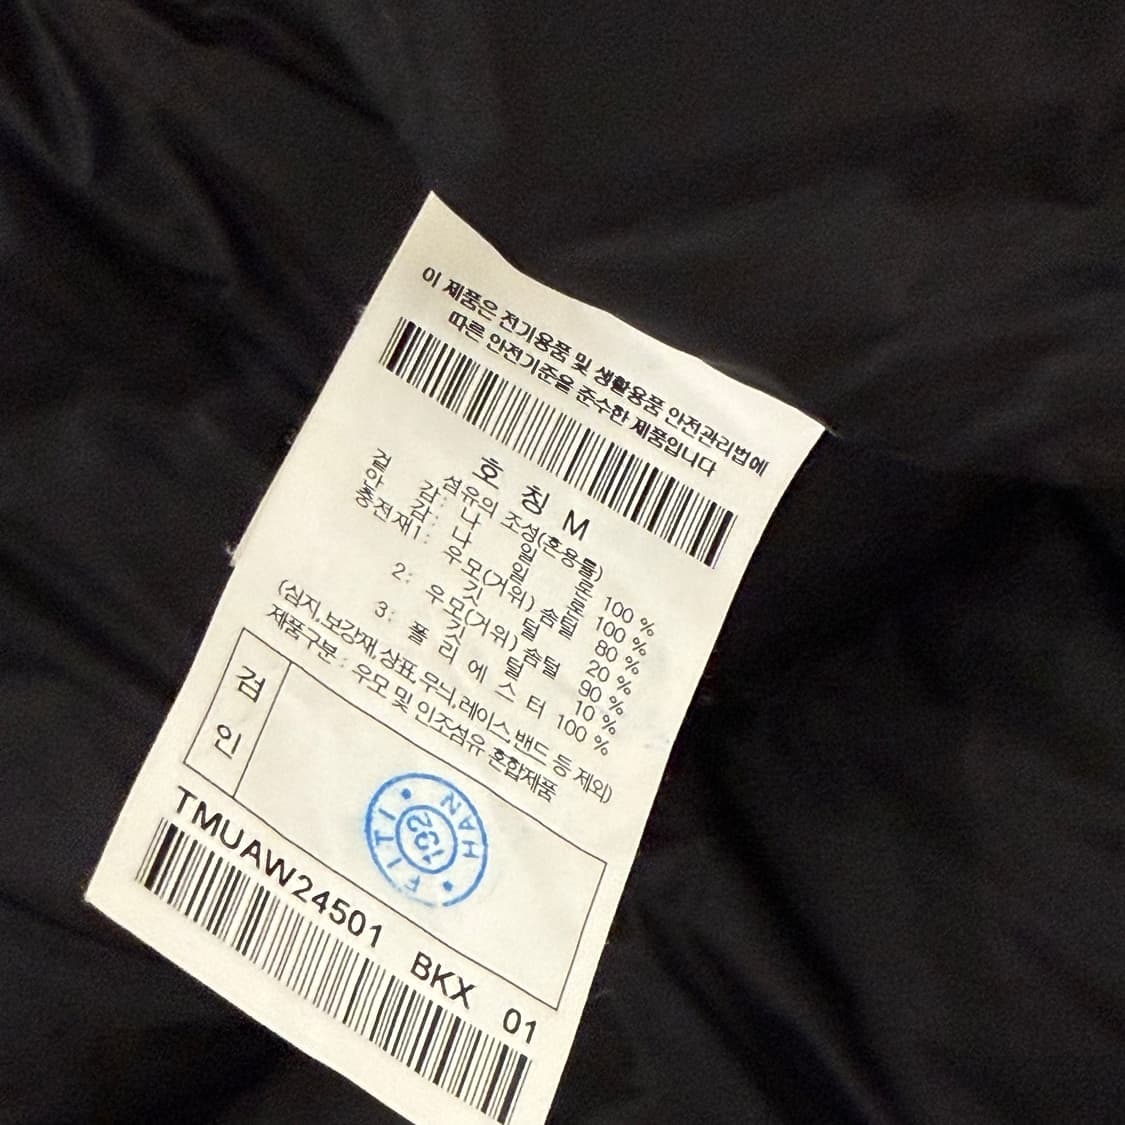 이 제품은 전기용품 및 생활용품 안전관리법에
따른 안전기준을 준수한 제품입니다
호 칭 M
섬유의 조성(혼용률)
겉 감 : 나 일 론 100 %
안 감 : 나 일 론 100 %
충전재1 : 우모(거위) 솜털 80 %
깃 털 20 %
2 : 우모(거위) 솜털 90 %
깃 털 10 %
3 : 폴 리 에 스 터 100 %
(심지,보강재,상표,무늬,레이스,밴드 등 제외)
제품구분 : 우모 및 인조섬유 혼합제품
검
인
FITI HAN
192
TMUAW24501 BKX 01